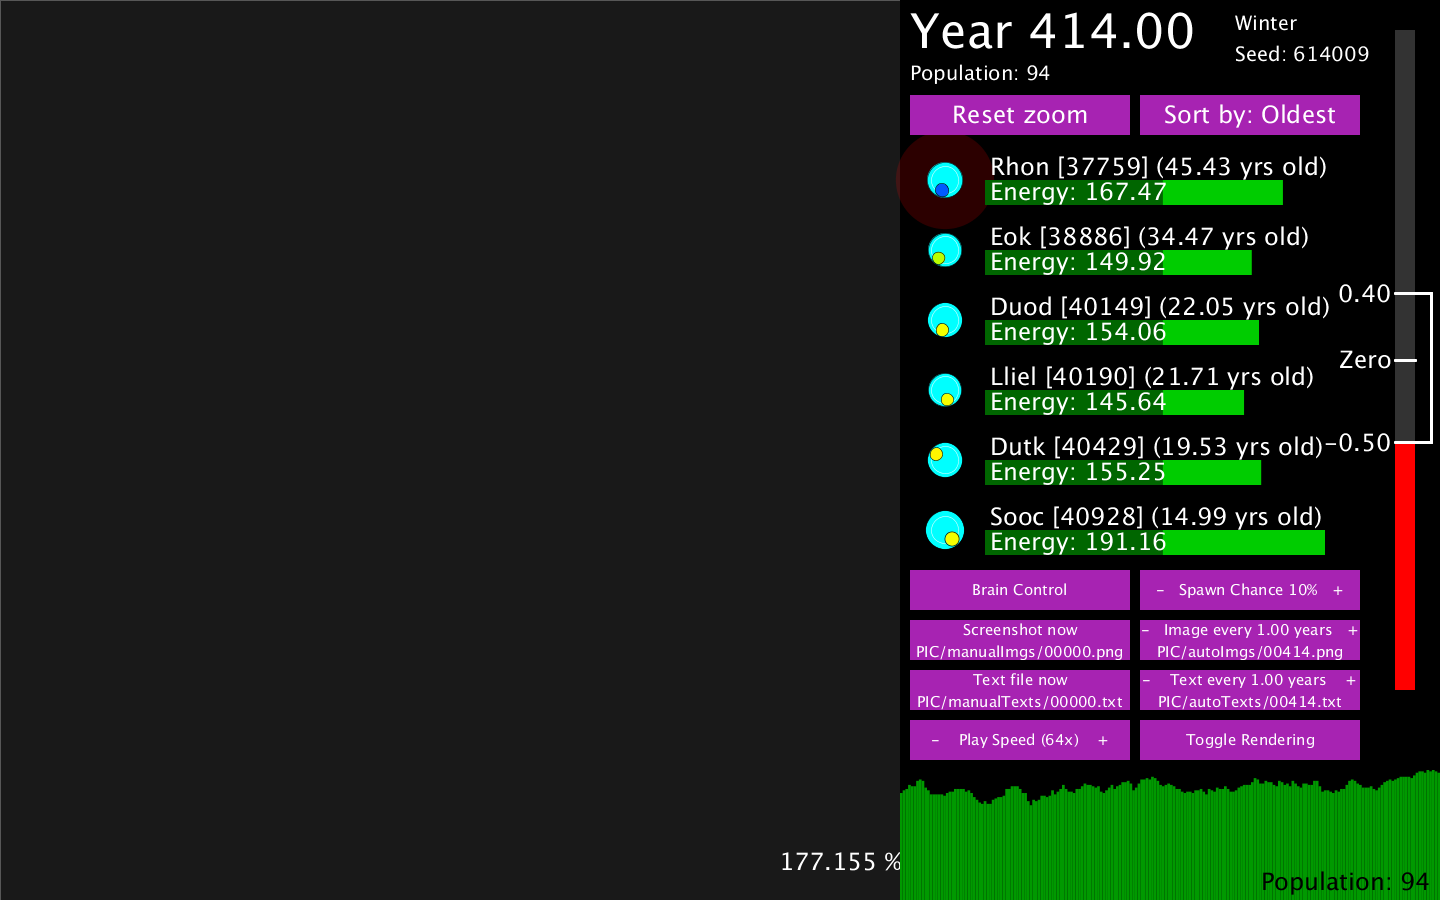 Year 414.00
Winter
Seed: 614009
Population: 94
Reset zoom
Sort by: Oldest
Rhon [37759] (45.43 yrs old)
Energy: 167.47
Eok [38886] (34.47 yrs old)
Energy: 149.92
Duod [40149] (22.05 yrs old)
Energy: 154.06
Lliel [40190] (21.71 yrs old)
Energy: 145.64
Dutk [40429] (19.53 yrs old)
Energy: 155.25
Sooc [40928] (14.99 yrs old)
Energy: 191.16
0.40
Zero
-0.50
Brain Control
- Spawn Chance 10% +
Screenshot now
PIC/manualImgs/00000.png
- Image every 1.00 years +
PIC/autoImgs/00414.png
Text file now
PIC/manualTexts/00000.txt
- Text every 1.00 years +
PIC/autoTexts/00414.txt
- Play Speed (64x) +
Toggle Rendering
177.155 %
Population: 94